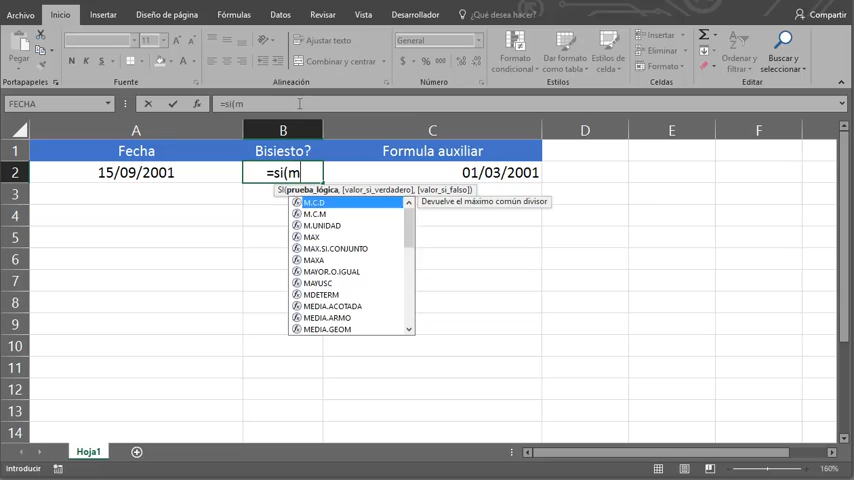 Archivo Inicio Insertar Diseño de página Fórmulas Datos Revisar Vista Desarrollador ¿Qué desea hacer? Compartir
Pegar
General
Ajustar texto
Combinar y centrar
N K S
$ % 000
Formato condicional
Dar formato como tabla
Estilos de celda
Insertar
Eliminar
Formato
Ordenar y filtrar
Buscar y seleccionar
Portapapeles Fuente Alineación Número Estilos Celdas Editar
FECHA =si(m
A B C D E F
1 Fecha Bisiesto? Formula auxiliar
2 15/09/2001 =si(m 01/03/2001
SI(prueba_lógica, [valor_si_verdadero], [valor_si_falso])
3
M.C.D Devuelve el máximo común divisor
M.C.M
4
M.UNIDAD
5 MAX
MAX.SI.CONJUNTO
6 MAXA
MAYOR.O.IGUAL
7 MAYUSC
MDETERM
8 MEDIA.ACOTADA
MEDIA.ARMO
9 MEDIA.GEOM
10
11
12
13
14
Hoja1
Introducir 160%